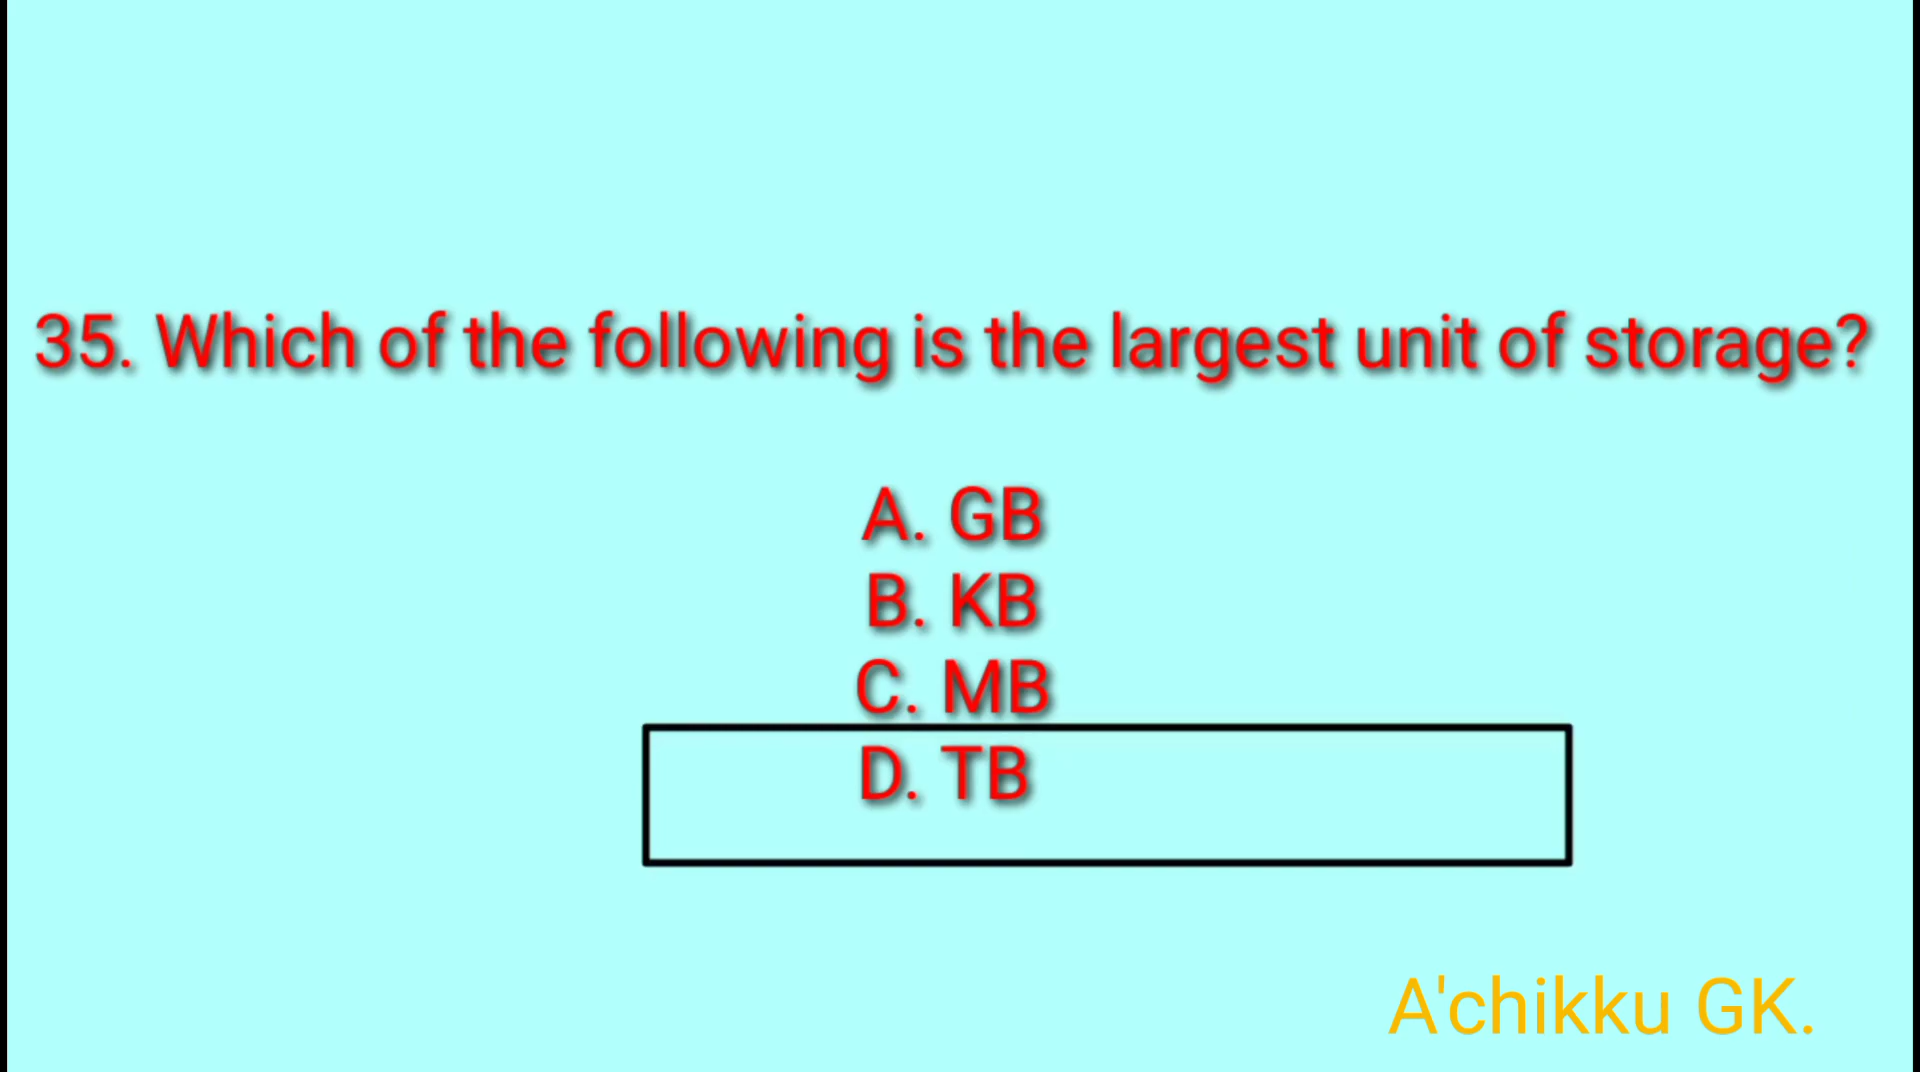 35. Which of the following is the largest unit of storage?
A. GB
B. KB
C. MB
D. TB
A'chikku GK.